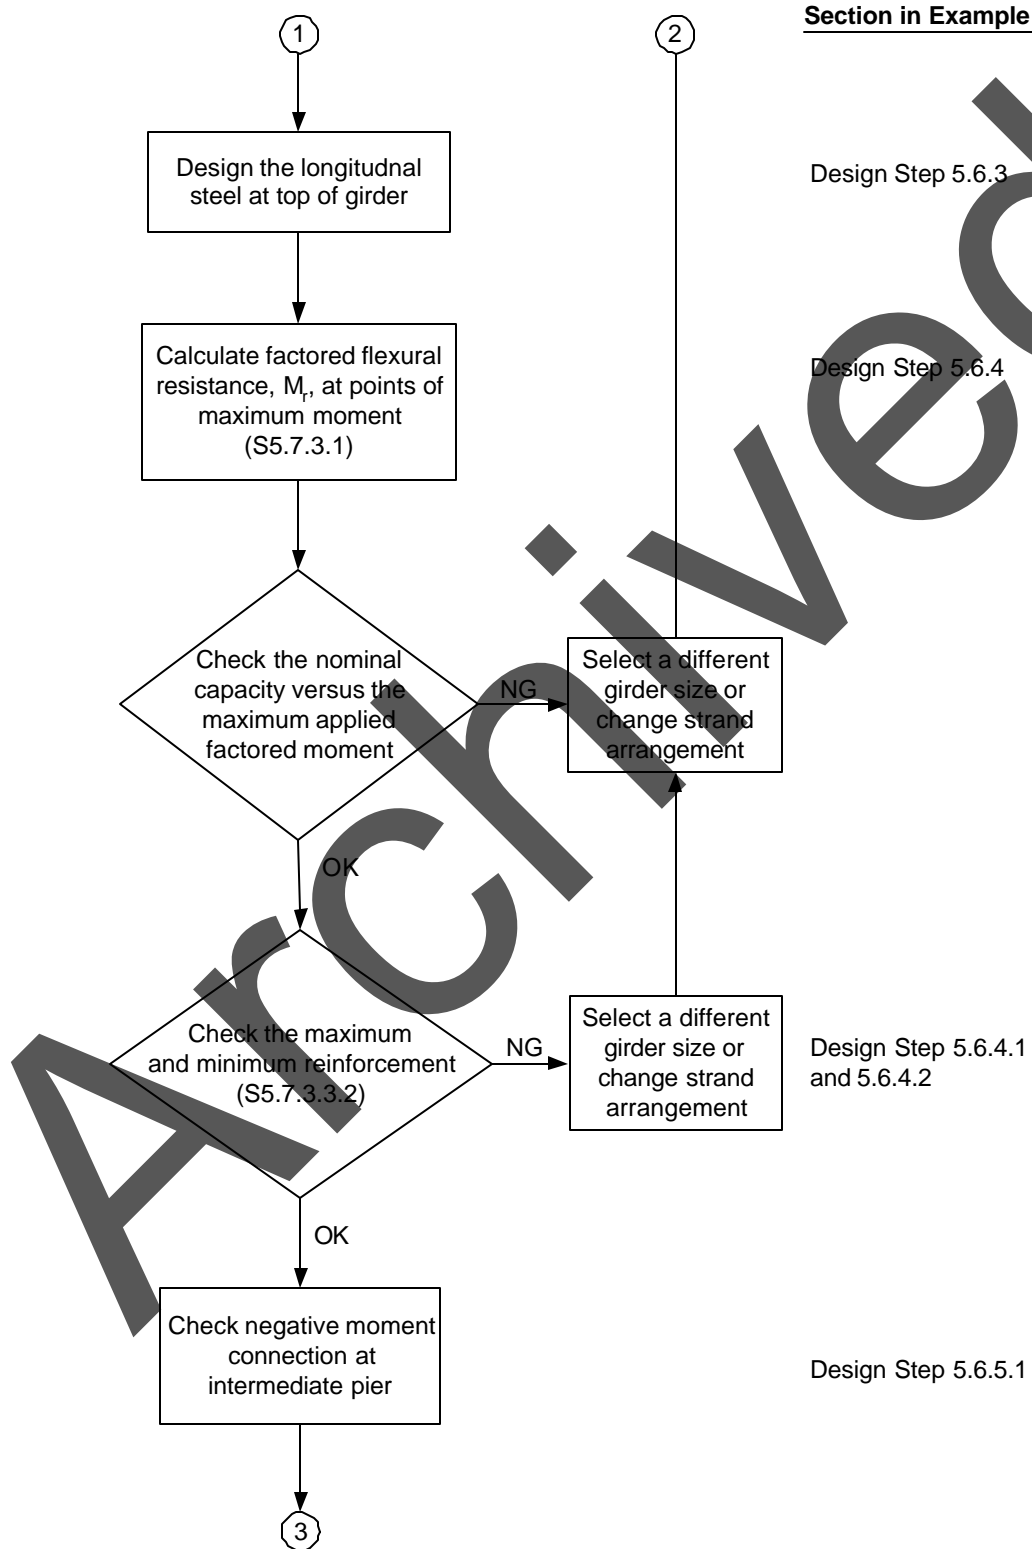 Section in Example
1
2
Design the longitudnal
steel at top of girder
Design Step 5.6.3
Calculate factored flexural
resistance, Mr, at points of
maximum moment
(S5.7.3.1)
Design Step 5.6.4
Check the nominal
capacity versus the
maximum applied
factored moment
NG
Select a different
girder size or
change strand
arrangement
OK
Check the maximum
and minimum reinforcement
(S5.7.3.3.2)
NG
Select a different
girder size or
change strand
arrangement
Design Step 5.6.4.1
and 5.6.4.2
OK
Check negative moment
connection at
intermediate pier
Design Step 5.6.5.1
3
Archived